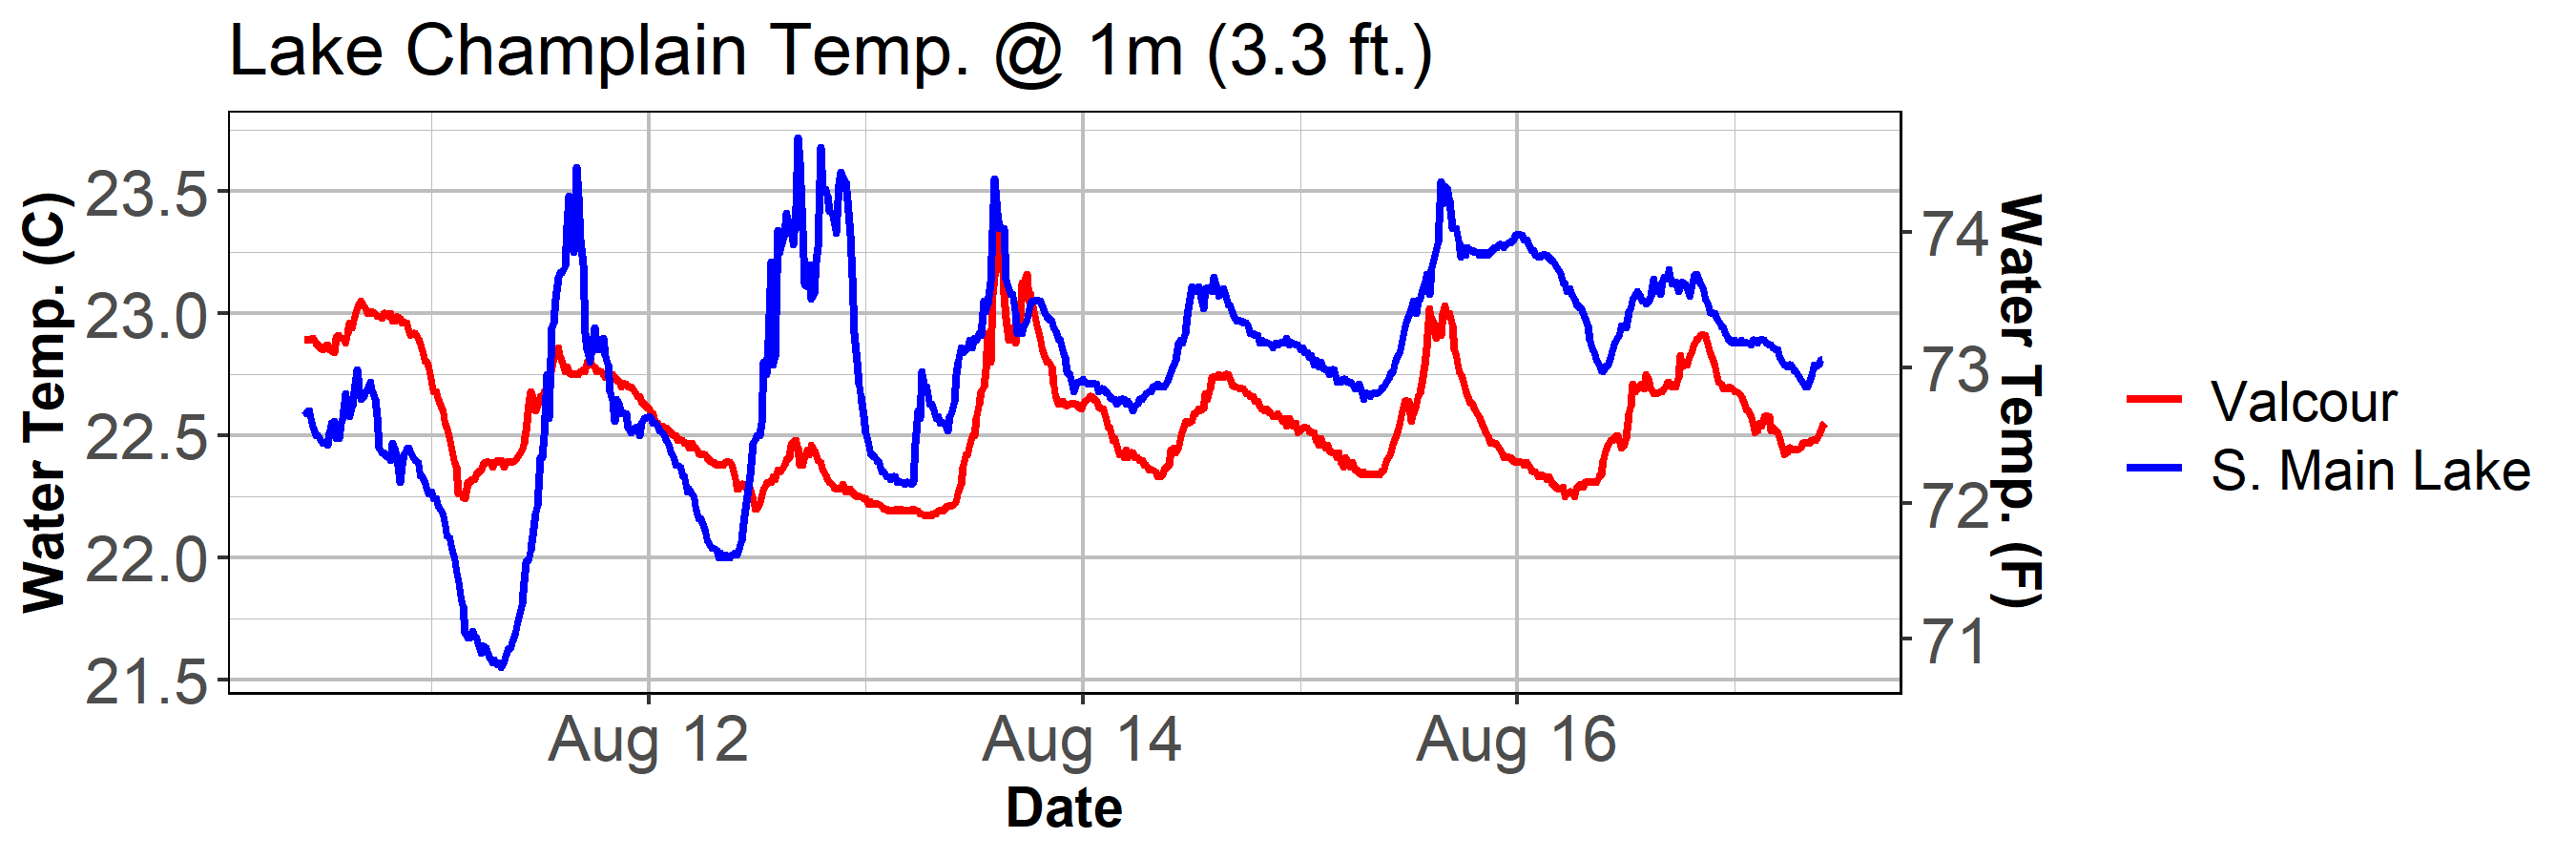 Lake Champlain Temp. @ 1m (3.3 ft.)
Water Temp. (C)
23.5
23.0
22.5
22.0
21.5
74
73
72
71
Water Temp. (F)
Aug 12
Aug 14
Aug 16
Date
Valcour
S. Main Lake